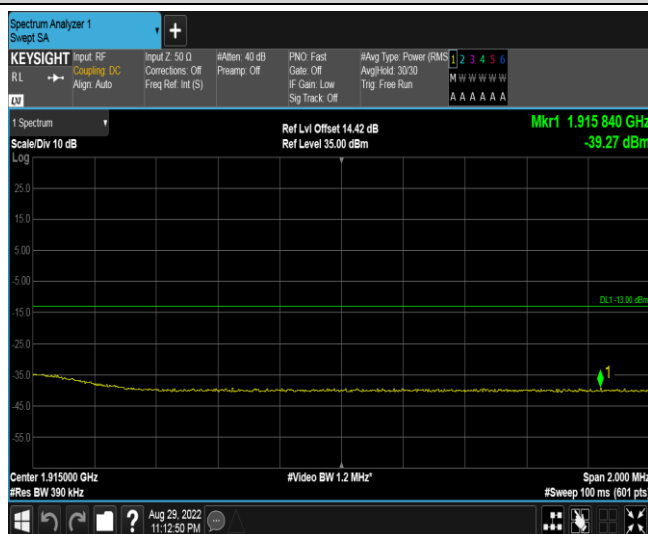 Spectrum Analyzer 1
Swept SA
+
KEYSIGHT
RL
LXI
Input: RF
Coupling: DC
Align: Auto
Input Z: 50 Ω
Corrections: Off
Freq Ref: Int (S)
#Atten: 40 dB
Preamp: Off
PNO: Fast
Gate: Off
IF Gain: Low
Sig Track: Off
#Avg Type: Power (RMS
Avg|Hold: 30/30
Trig: Free Run
1 2 3 4 5 6
M W W W W W
A A A A A A
1 Spectrum
Scale/Div 10 dB
Log
Ref Lvl Offset 14.42 dB
Ref Level 35.00 dBm
Mkr1 1.915 840 GHz
-39.27 dBm
25.0
15.0
5.00
-5.00
-15.0
DL1 -13.00 dBm
-25.0
-35.0
1
-45.0
-55.0
Center 1.915000 GHz
#Res BW 390 kHz
#Video BW 1.2 MHz*
Span 2.000 MHz
#Sweep 100 ms (601 pts)
?
Aug 29, 2022
11:12:50 PM